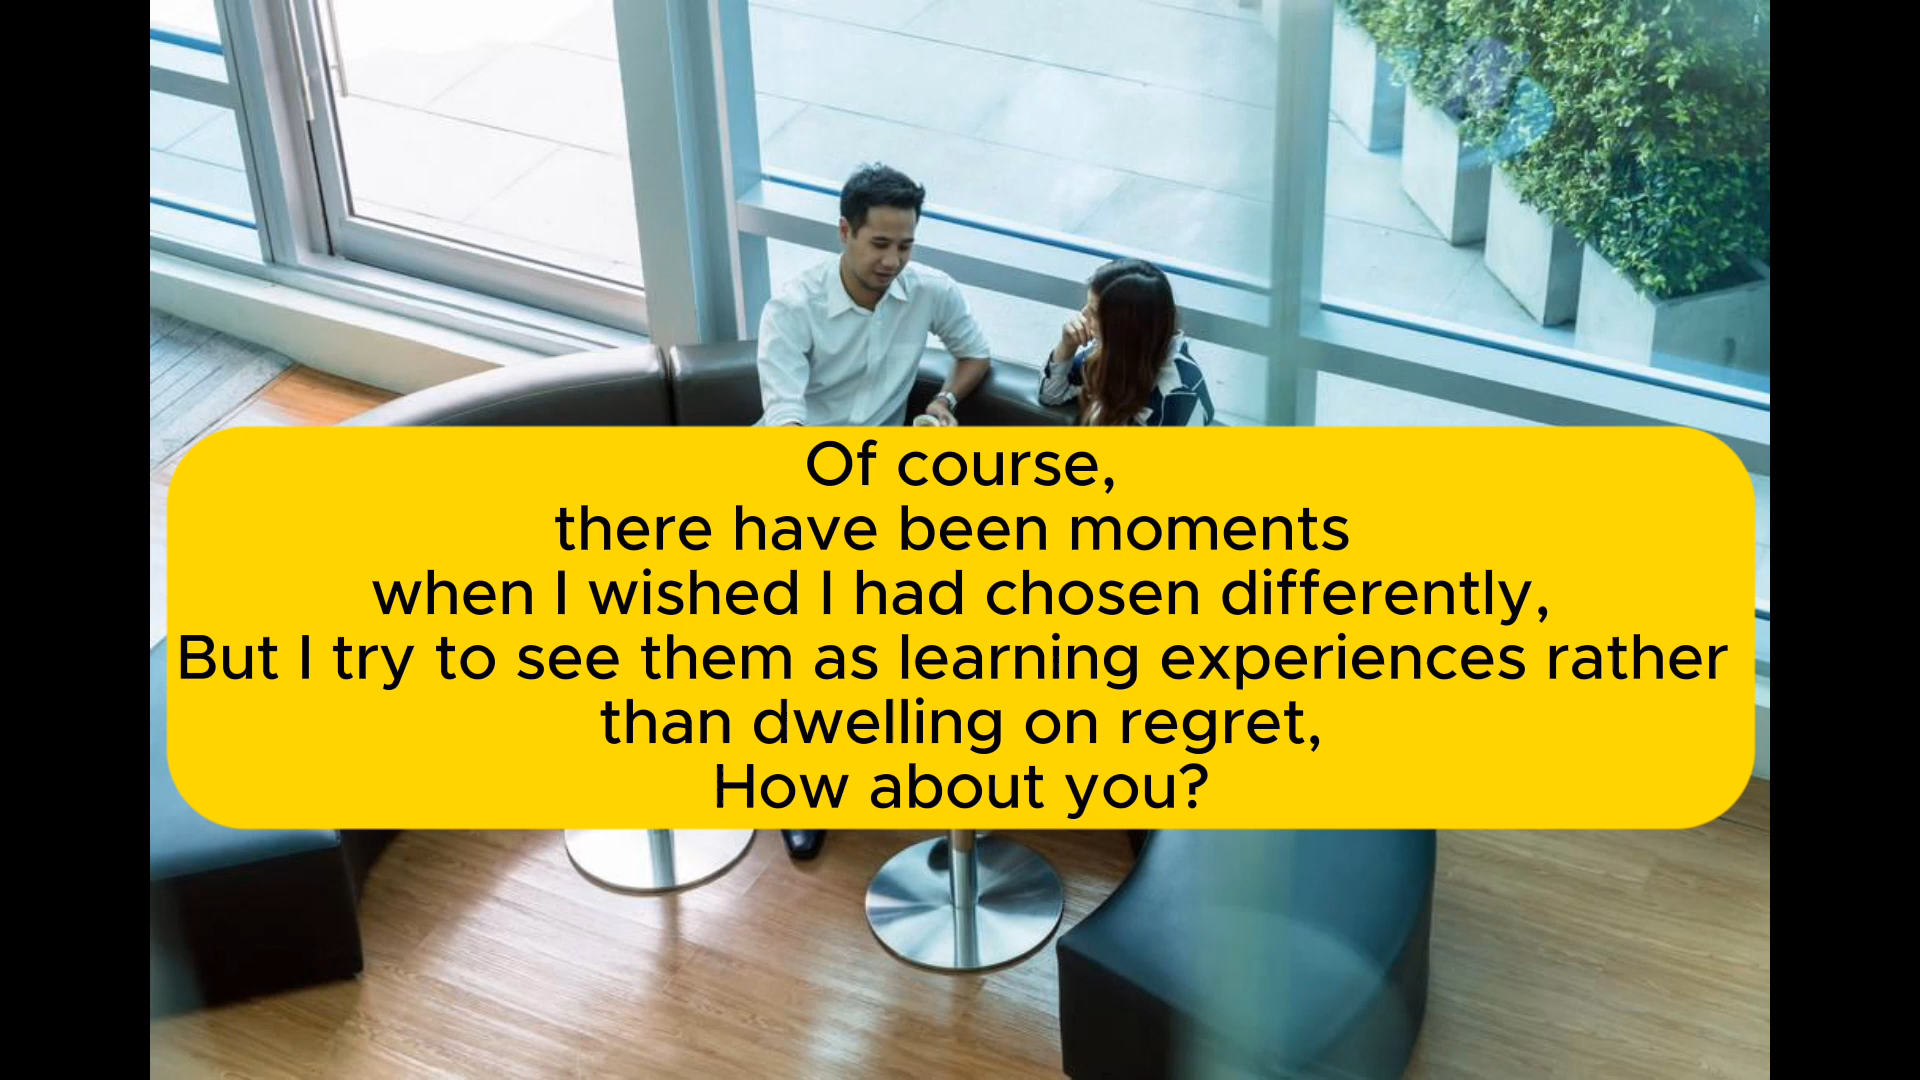 Of course,
there have been moments
when I wished I had chosen differently,
But I try to see them as learning experiences rather
than dwelling on regret,
How about you?